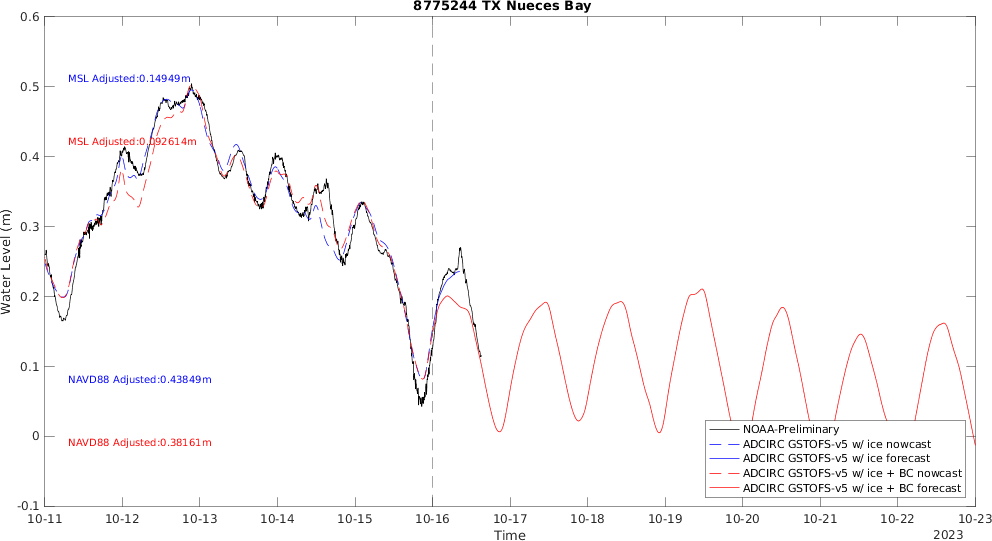 8775244 TX Nueces Bay
Water Level (m)
0.6
0.5
0.4
0.3
0.2
0.1
0
-0.1
MSL Adjusted:0.14949m
MSL Adjusted:0.092614m
NAVD88 Adjusted:0.43849m
NAVD88 Adjusted:0.38161m
NOAA-Preliminary
ADCIRC GSTOFS-v5 w/ ice nowcast
ADCIRC GSTOFS-v5 w/ ice forecast
ADCIRC GSTOFS-v5 w/ ice + BC nowcast
ADCIRC GSTOFS-v5 w/ ice + BC forecast
10-11 10-12 10-13 10-14 10-15 10-16 10-17 10-18 10-19 10-20 10-21 10-22 10-23
Time
2023